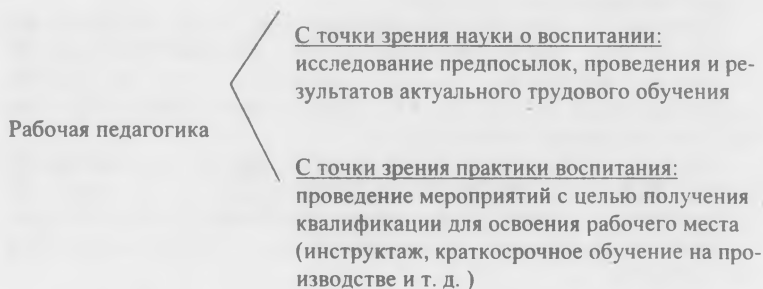 С точки зрения науки о воспитании:
исследование предпосылок, проведения и ре-
зультатов актуального трудового обучения
Рабочая педагогика
С точки зрения практики воспитания:
проведение мероприятий с целью получения
квалификации для освоения рабочего места
(инструктаж, краткосрочное обучение на про-
изводстве и т. д. )